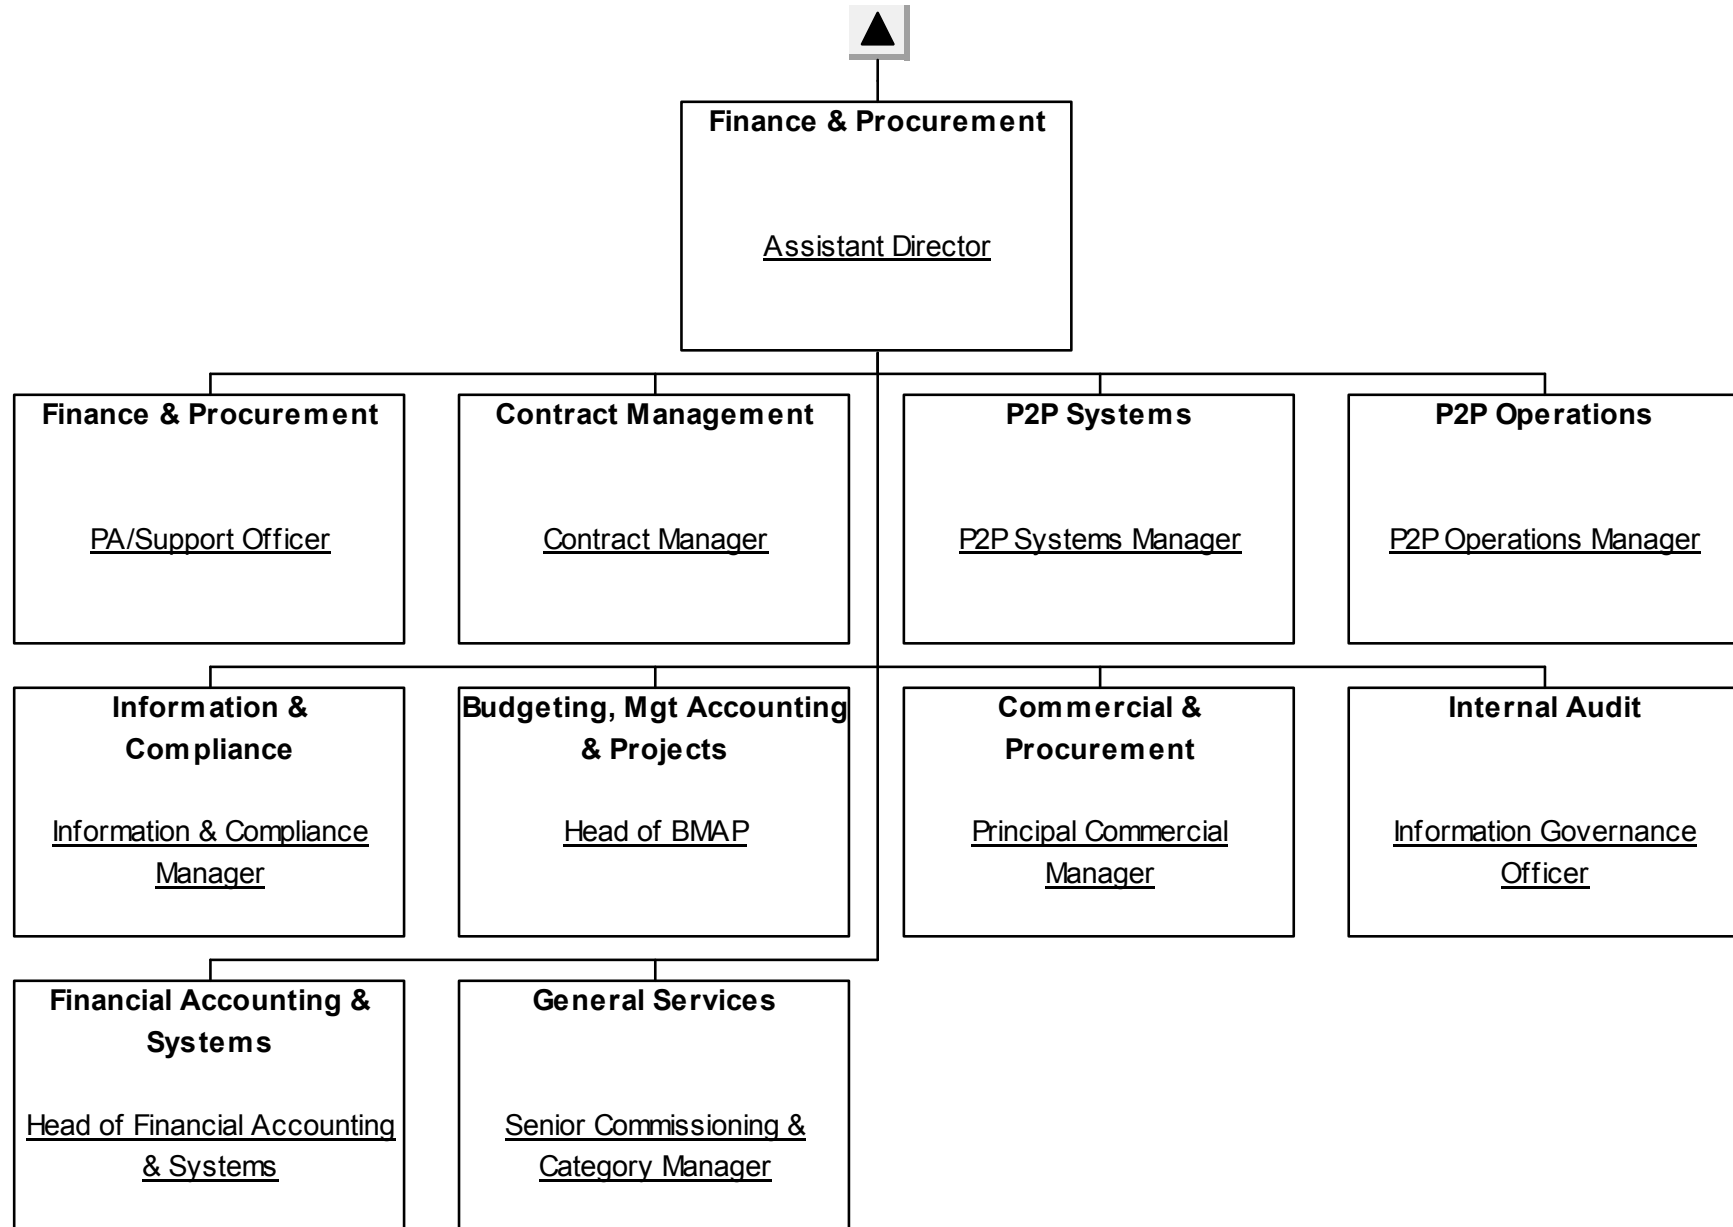 Finance & Procurement
Assistant Director
Finance & Procurement
PA/Support Officer
Contract Management
Contract Manager
P2P Systems
P2P Systems Manager
P2P Operations
P2P Operations Manager
Information &
Compliance
Information & Compliance
Manager
Budgeting, Mgt Accounting
& Projects
Head of BMAP
Commercial &
Procurement
Principal Commercial
Manager
Internal Audit
Information Governance
Officer
Financial Accounting &
Systems
Head of Financial Accounting
& Systems
General Services
Senior Commissioning &
Category Manager